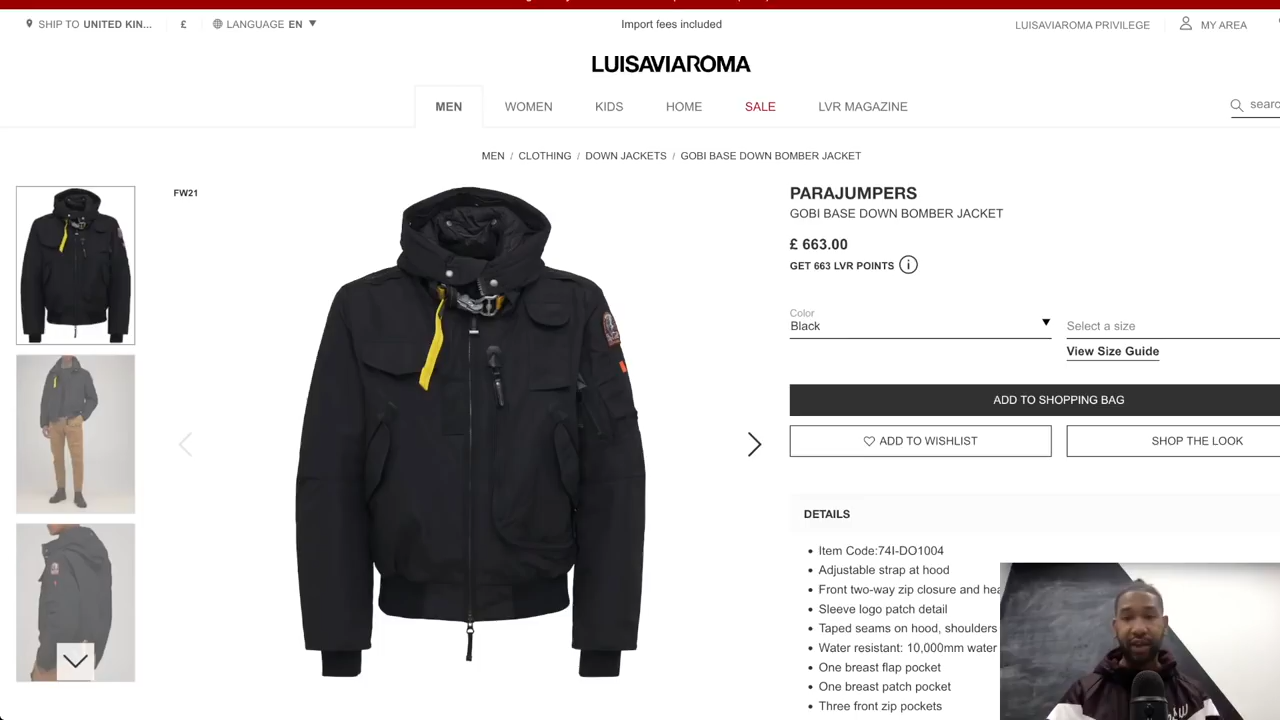 SHIP TO UNITED KIN...
£
LANGUAGE EN
Import fees included
LUISAVIAROMA PRIVILEGE
MY AREA
LUISAVIAROMA
MEN
WOMEN
KIDS
HOME
SALE
LVR MAGAZINE
searc
MEN / CLOTHING / DOWN JACKETS / GOBI BASE DOWN BOMBER JACKET
FW21
PARAJUMPERS
GOBI BASE DOWN BOMBER JACKET
£ 663.00
GET 663 LVR POINTS
Color
Black
Select a size
View Size Guide
ADD TO SHOPPING BAG
ADD TO WISHLIST
SHOP THE LOOK
DETAILS
• Item Code:74I-DO1004
• Adjustable strap at hood
• Front two-way zip closure and hea
• Sleeve logo patch detail
• Taped seams on hood, shoulders
• Water resistant: 10,000mm water
• One breast flap pocket
• One breast patch pocket
• Three front zip pockets